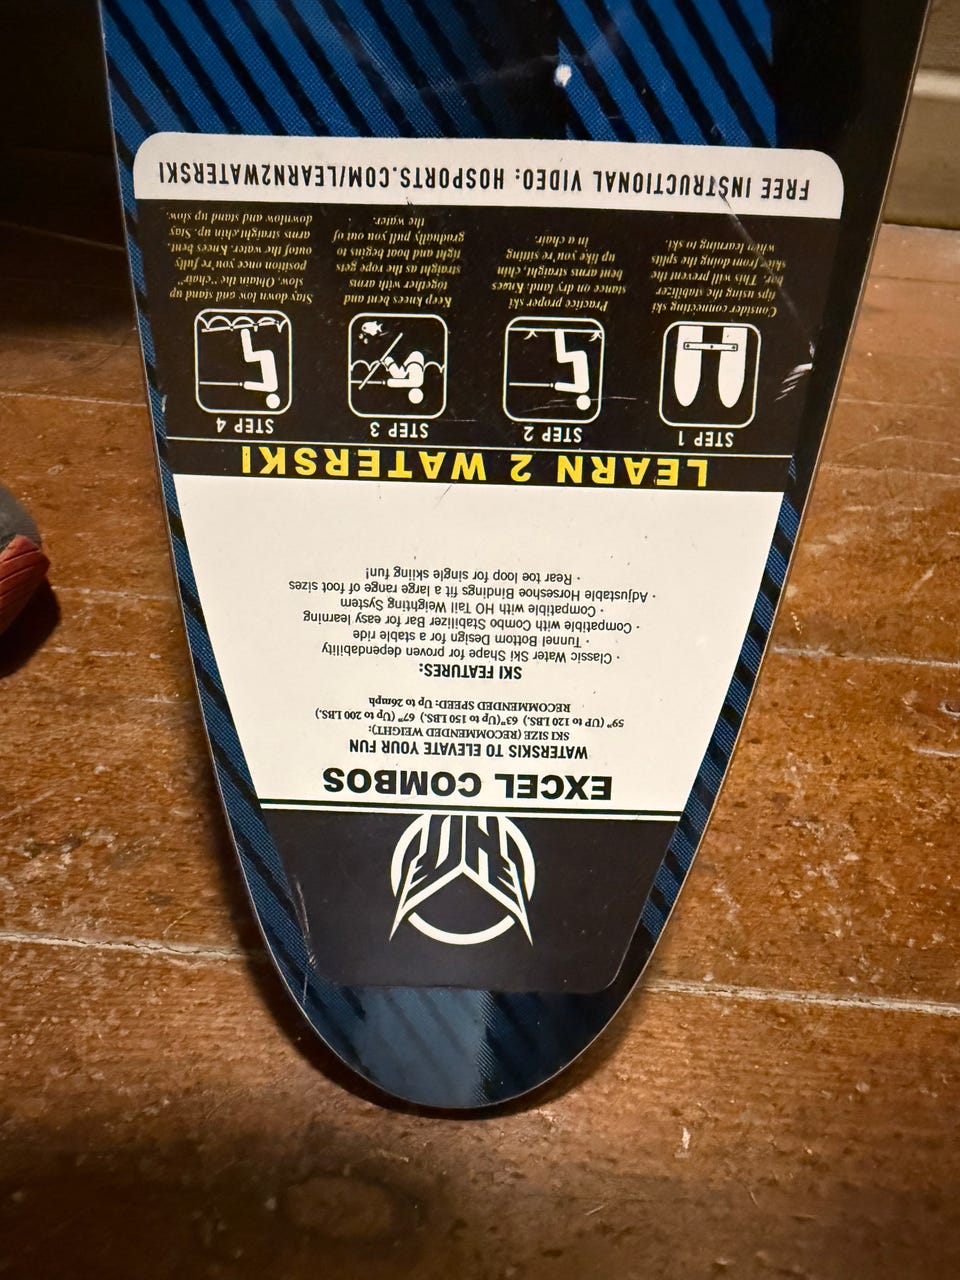 HO
EXCEL COMBOS
WATERSKIS TO ELEVATE YOUR FUN
SKI SIZE (RECOMMENDED WEIGHT):
59" (UP to 120 LBS.), 63"(Up to 150 LBS.), 67" (Up to 200 LBS.),
RECOMMENDED SPEED: Up to 26mph
SKI FEATURES:
· Classic Water Ski Shape for proven dependability
· Tunnel Bottom Design for a stable ride
· Compatible with Combo Stabilizer Bar for easy learning
· Compatible with HO Tail Weighting System
· Adjustable Horseshoe Bindings fit a large range of foot sizes
· Rear toe loop for single skiing fun!
LEARN 2 WATERSKI
STEP 1
Consider connecting ski
tips using the stabilizer
bar. This will prevent the
skier from doing the splits
when learning to ski.
STEP 2
Practice proper ski
stance on dry land. Knees
bent arms straight, chin
up like you're sitting
in a chair.
STEP 3
Keep knees bent and
together with arms
straight as the rope gets
tight and boat begins to
gradually pull you out of
the water.
STEP 4
Stay down low and stand up
slow. Obtain the "chair"
position once you're fully
out of the water. Knees bent.
arms straight,chin up. Stay
downlow and stand up slow.
FREE INSTRUCTIONAL VIDEO: HOSPORTS.COM/LEARN2WATERSKI